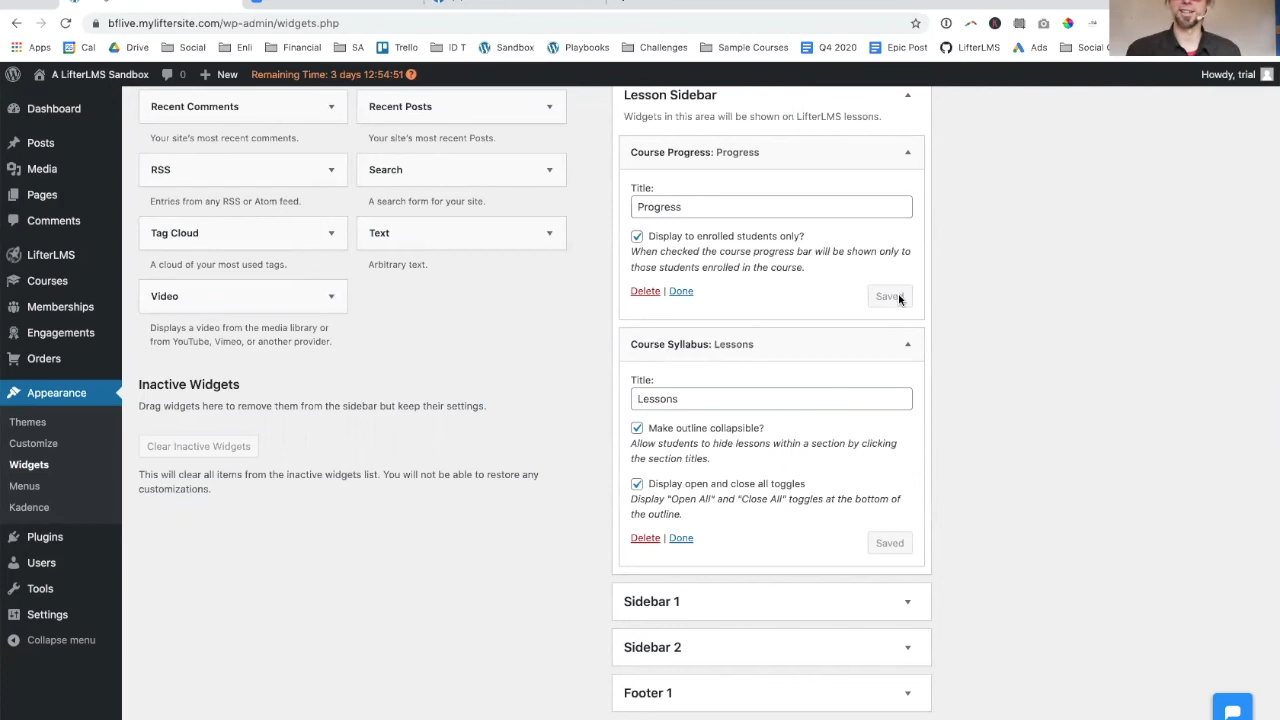 bflive.myliftersite.com/wp-admin/widgets.php
Apps Cal Drive Social Enli Financial SA Trello ID T Sandbox Playbooks Challenges Sample Courses Q4 2020 Epic Post LifterLMS Ads Social
A LifterLMS Sandbox 0 New Remaining Time: 3 days 12:54:51 Howdy, trial
Dashboard
Posts
Media
Pages
Comments
LifterLMS
Courses
Memberships
Engagements
Orders
Appearance
Themes
Customize
Widgets
Menus
Kadence
Plugins
Users
Tools
Settings
Collapse menu
Recent Comments
Your site's most recent comments.
Recent Posts
Your site's most recent Posts.
RSS
Entries from any RSS or Atom feed.
Search
A search form for your site.
Tag Cloud
A cloud of your most used tags.
Text
Arbitrary text.
Video
Displays a video from the media library or
from YouTube, Vimeo, or another provider.
Inactive Widgets
Drag widgets here to remove them from the sidebar but keep their settings.
Clear Inactive Widgets
This will clear all items from the inactive widgets list. You will not be able to restore any
customizations.
Lesson Sidebar
Widgets in this area will be shown on LifterLMS lessons.
Course Progress: Progress
Title:
Progress
Display to enrolled students only?
When checked the course progress bar will be shown only to
those students enrolled in the course.
Delete | Done
Saved
Course Syllabus: Lessons
Title:
Lessons
Make outline collapsible?
Allow students to hide lessons within a section by clicking
the section titles.
Display open and close all toggles
Display "Open All" and "Close All" toggles at the bottom of
the outline.
Delete | Done
Saved
Sidebar 1
Sidebar 2
Footer 1